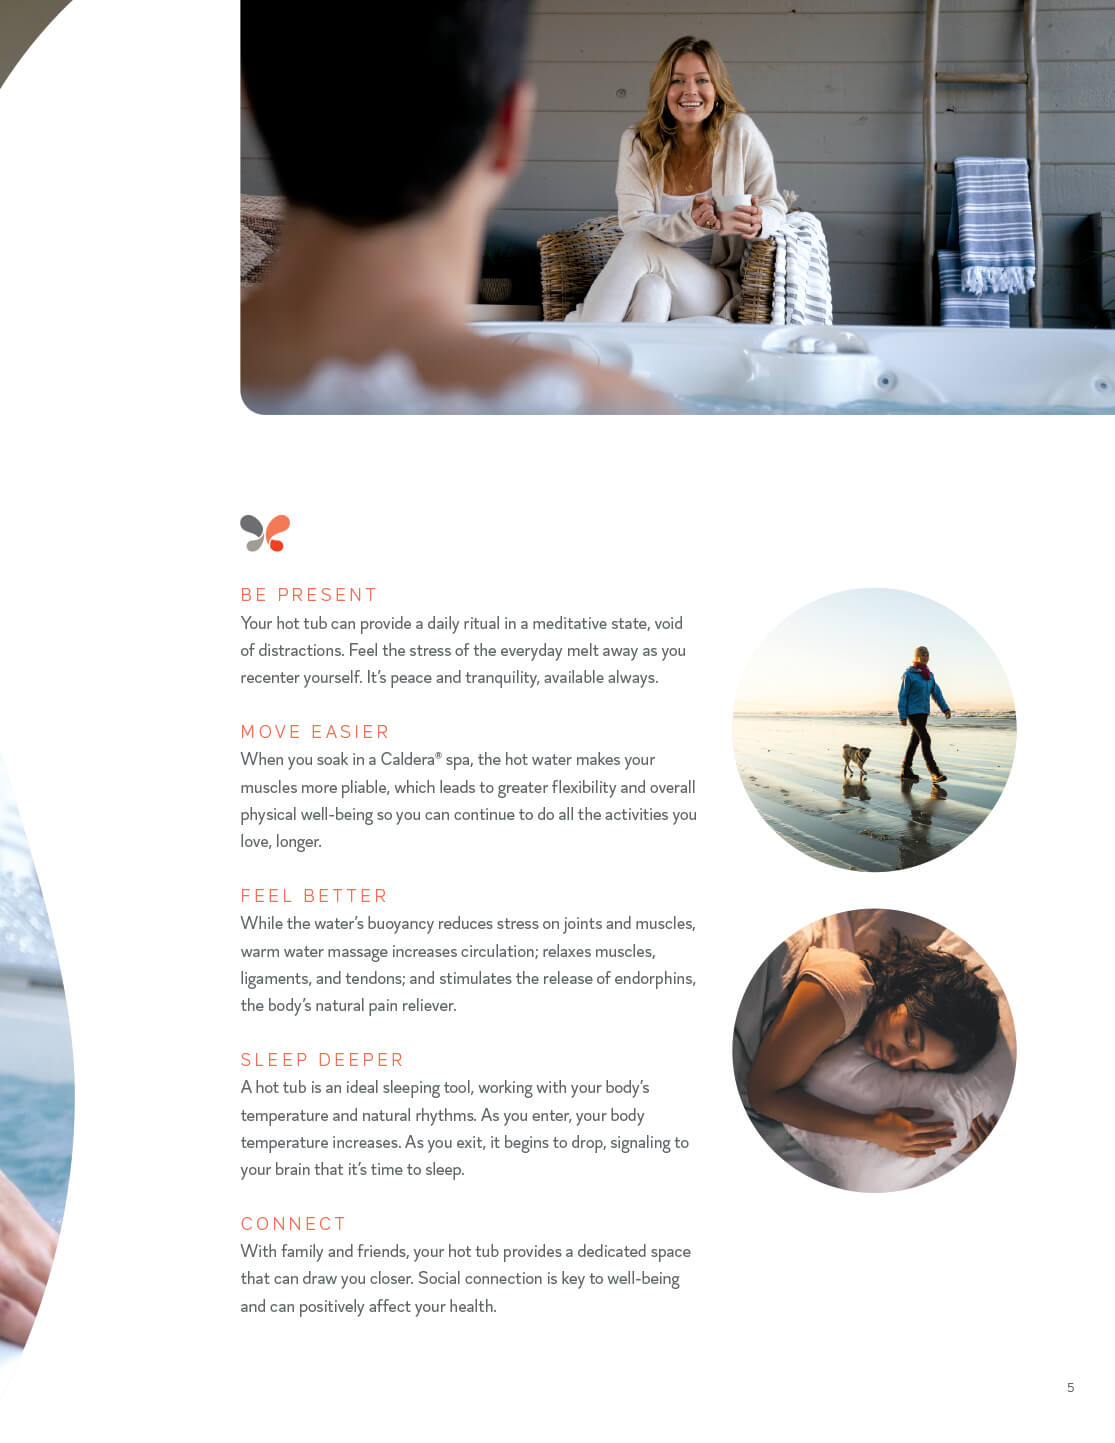 BE PRESENT
Your hot tub can provide a daily ritual in a meditative state, void
of distractions. Feel the stress of the everyday melt away as you
recenter yourself. It’s peace and tranquility, available always.
MOVE EASIER
When you soak in a Caldera® spa, the hot water makes your
muscles more pliable, which leads to greater flexibility and overall
physical well-being so you can continue to do all the activities you
love, longer.
FEEL BETTER
While the water’s buoyancy reduces stress on joints and muscles,
warm water massage increases circulation; relaxes muscles,
ligaments, and tendons; and stimulates the release of endorphins,
the body’s natural pain reliever.
SLEEP DEEPER
A hot tub is an ideal sleeping tool, working with your body’s
temperature and natural rhythms. As you enter, your body
temperature increases. As you exit, it begins to drop, signaling to
your brain that it’s time to sleep.
CONNECT
With family and friends, your hot tub provides a dedicated space
that can draw you closer. Social connection is key to well-being
and can positively affect your health.
5